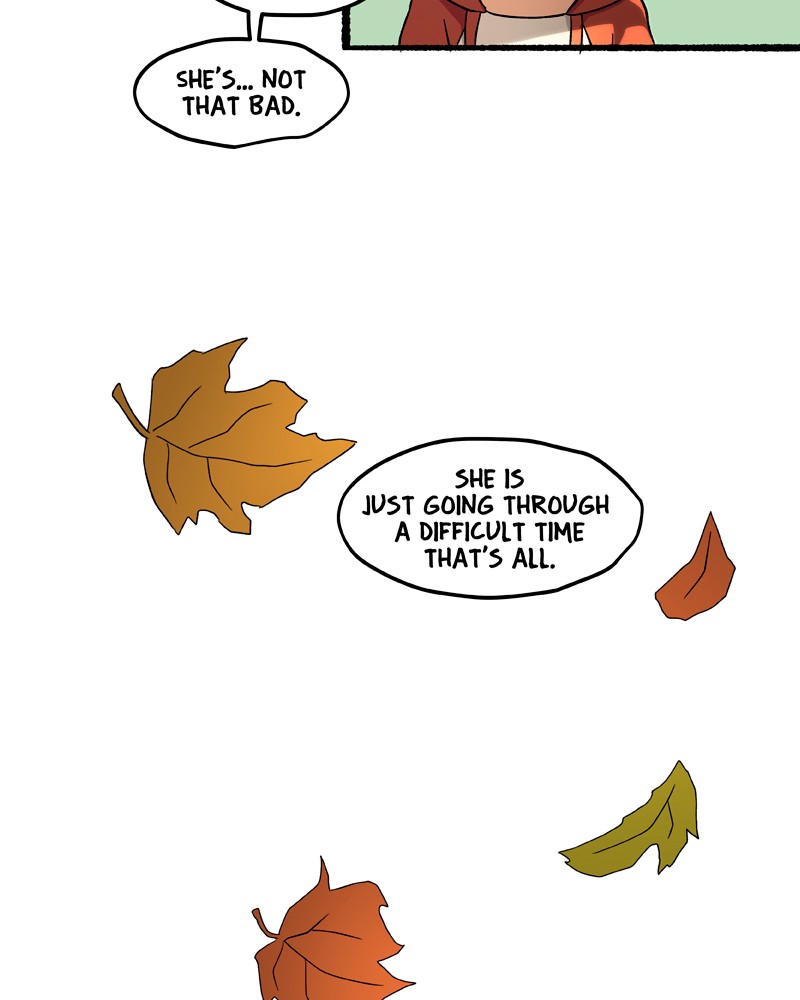 SHE'S... NOT
THAT BAD.
SHE IS
JUST GOING THROUGH
A DIFFICULT TIME
THAT'S ALL.